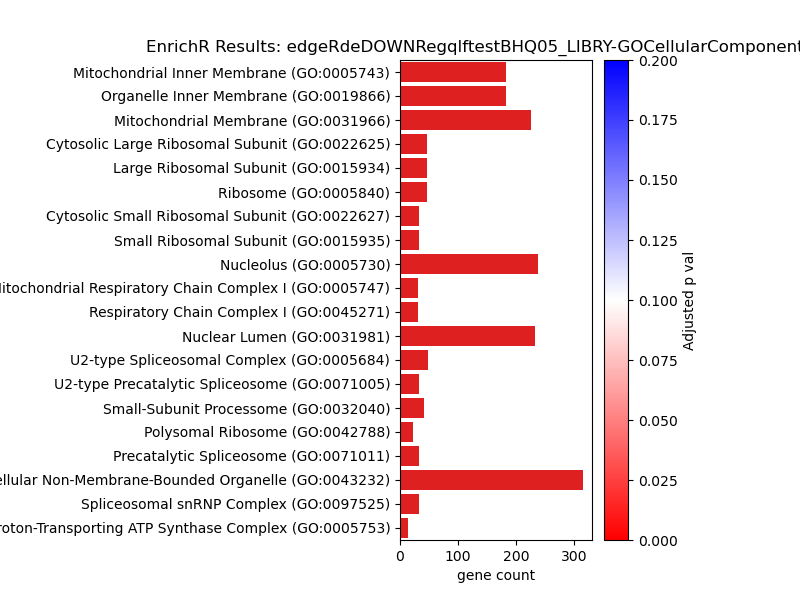 EnrichR Results: edgeRdeDOWNRegqlftestBHQ05_LIBRY-GOCellularComponent
Mitochondrial Inner Membrane (GO:0005743)
Organelle Inner Membrane (GO:0019866)
Mitochondrial Membrane (GO:0031966)
Cytosolic Large Ribosomal Subunit (GO:0022625)
Large Ribosomal Subunit (GO:0015934)
Ribosome (GO:0005840)
Cytosolic Small Ribosomal Subunit (GO:0022627)
Small Ribosomal Subunit (GO:0015935)
Nucleolus (GO:0005730)
itochondrial Respiratory Chain Complex I (GO:0005747)
Respiratory Chain Complex I (GO:0045271)
Nuclear Lumen (GO:0031981)
U2-type Spliceosomal Complex (GO:0005684)
U2-type Precatalytic Spliceosome (GO:0071005)
Small-Subunit Processome (GO:0032040)
Polysomal Ribosome (GO:0042788)
Precatalytic Spliceosome (GO:0071011)
ellular Non-Membrane-Bounded Organelle (GO:0043232)
Spliceosomal snRNP Complex (GO:0097525)
roton-Transporting ATP Synthase Complex (GO:0005753)
0 100 200 300
gene count
0.200
0.175
0.150
0.125
0.100
0.075
0.050
0.025
0.000
Adjusted p val